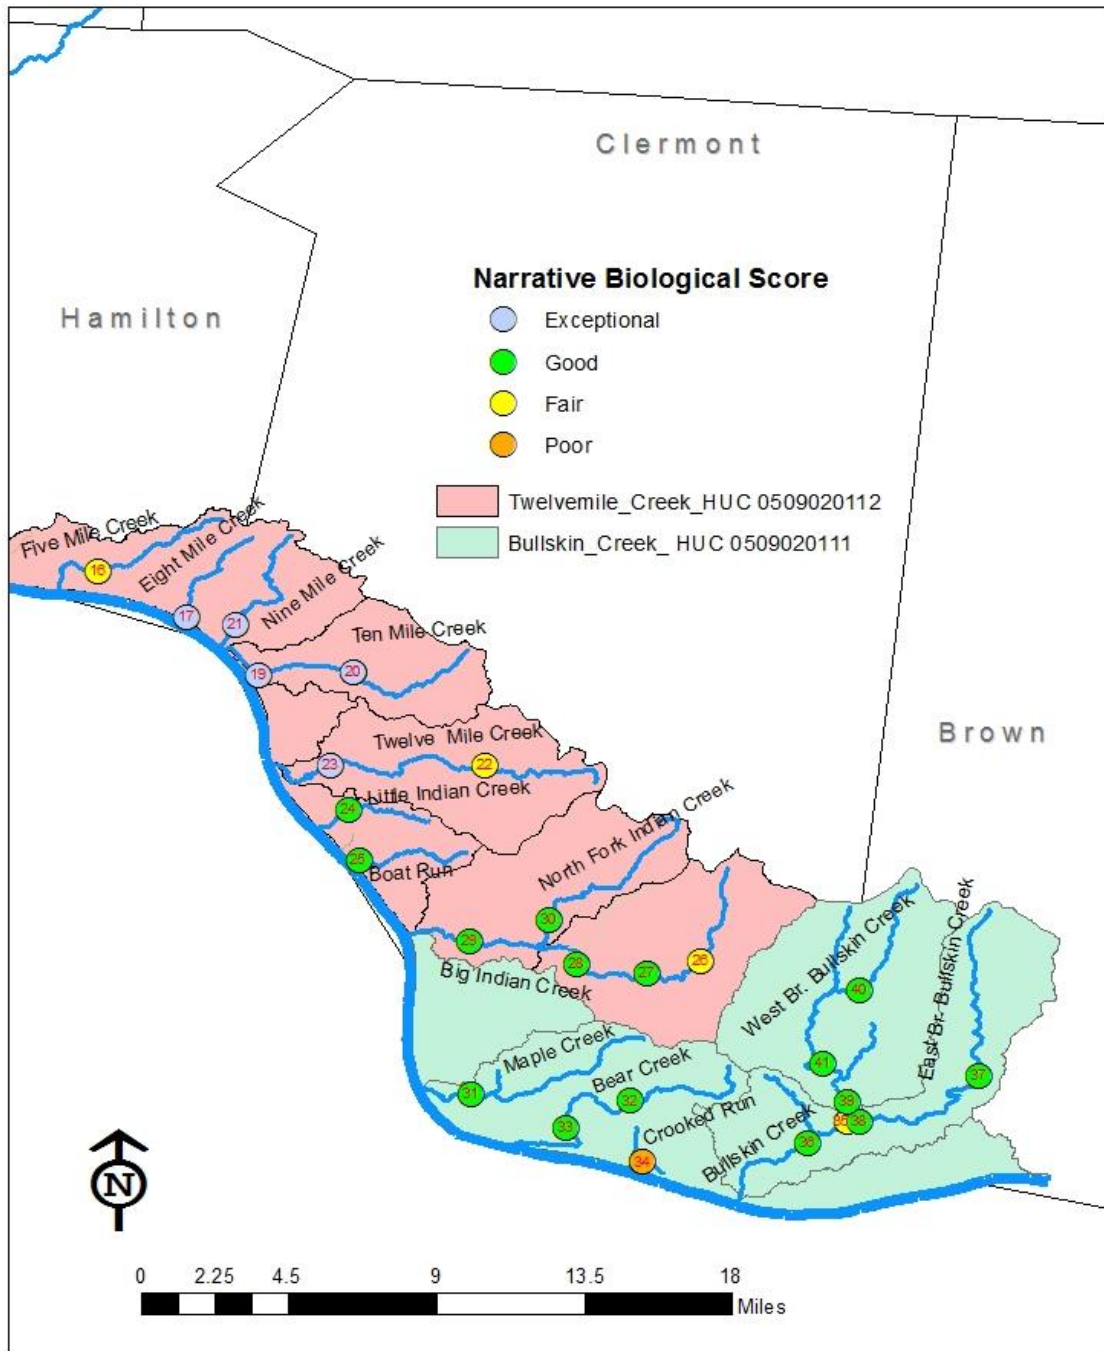 Clermont
Hamilton
Narrative Biological Score
Exceptional
Good
Fair
Poor
Twelvemile_Creek_HUC 0509020112
Bullskin_Creek_ HUC 0509020111
Five Mile Creek
16
Eight Mile Creek
17
21
Nine Mile Creek
Ten Mile Creek
19
20
Brown
Twelve Mile Creek
23
22
Little Indian Creek
24
25
Boat Run
North Fork Indian Creek
30
29
28
27
26
Big Indian Creek
West Br. Bullskin Creek
40
East Br. Bullskin Creek
Maple Creek
31
Bear Creek
32
33
41
37
39
38
Crooked Run
34
Bullskin Creek
36
N
0 2.25 4.5 9 13.5 18
Miles